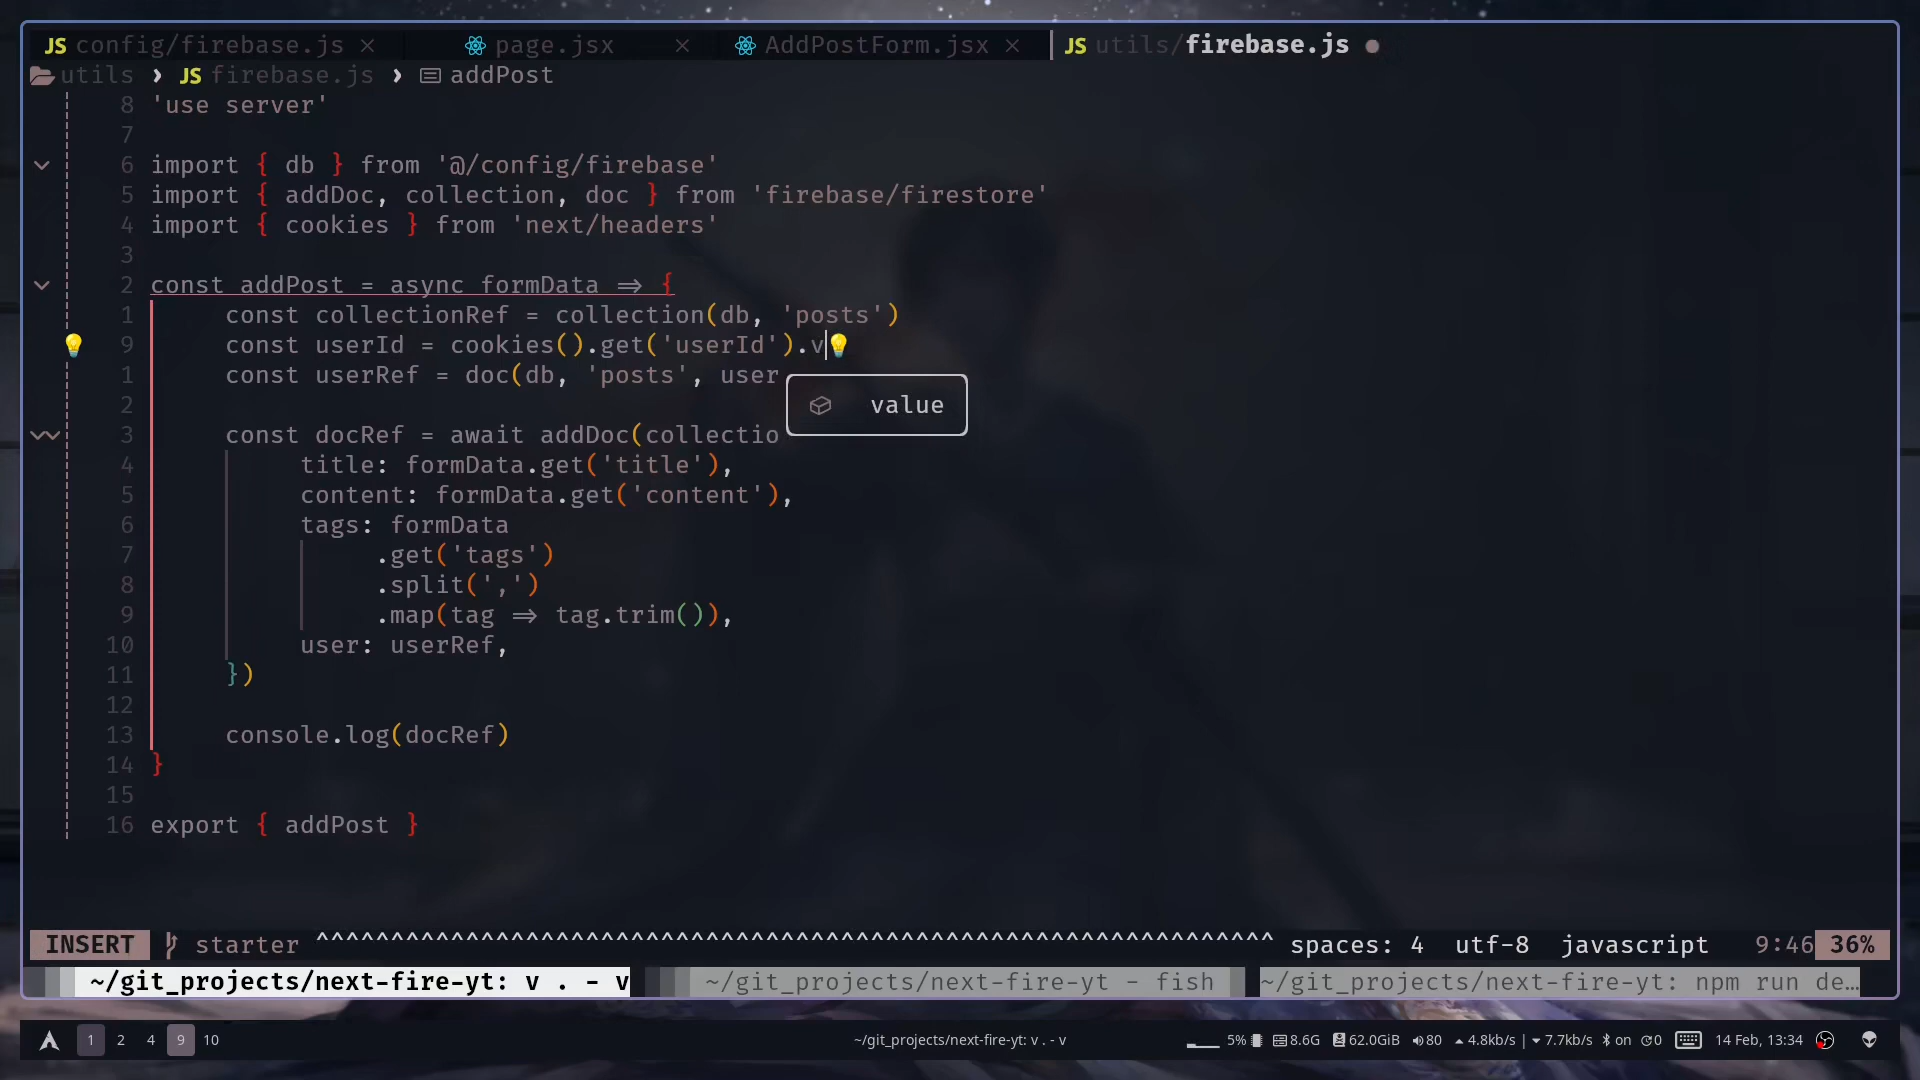 JS config/firebase.js × page.jsx × AddPostForm.jsx × JS utils/firebase.js ●
utils › JS firebase.js › addPost
8 'use server'
7
6 import { db } from '@/config/firebase'
5 import { addDoc, collection, doc } from 'firebase/firestore'
4 import { cookies } from 'next/headers'
3
2 const addPost = async formData => {
1 const collectionRef = collection(db, 'posts')
9 const userId = cookies().get('userId').v
1 const userRef = doc(db, 'posts', user
value
2
3 const docRef = await addDoc(collectio
4 title: formData.get('title'),
5 content: formData.get('content'),
6 tags: formData
7 .get('tags')
8 .split(',')
9 .map(tag => tag.trim()),
10 user: userRef,
11 })
12
13 console.log(docRef)
14 }
15
16 export { addPost }
INSERT starter ^^^^^^^^^^^^^^^^^^^^^^^^^^^^^^^^^^^^^^^^^^^^^^^^^^^^^^^^^^^^^^^^ spaces: 4 utf-8 javascript 9:46 36%
~/git_projects/next-fire-yt: v . - v ~/git_projects/next-fire-yt - fish ~/git_projects/next-fire-yt: npm run de…
1 2 4 9 10 ~/git_projects/next-fire-yt: v . - v 5% 8.6G 62.0GiB 80 4.8kb/s | 7.7kb/s on 0 14 Feb, 13:34